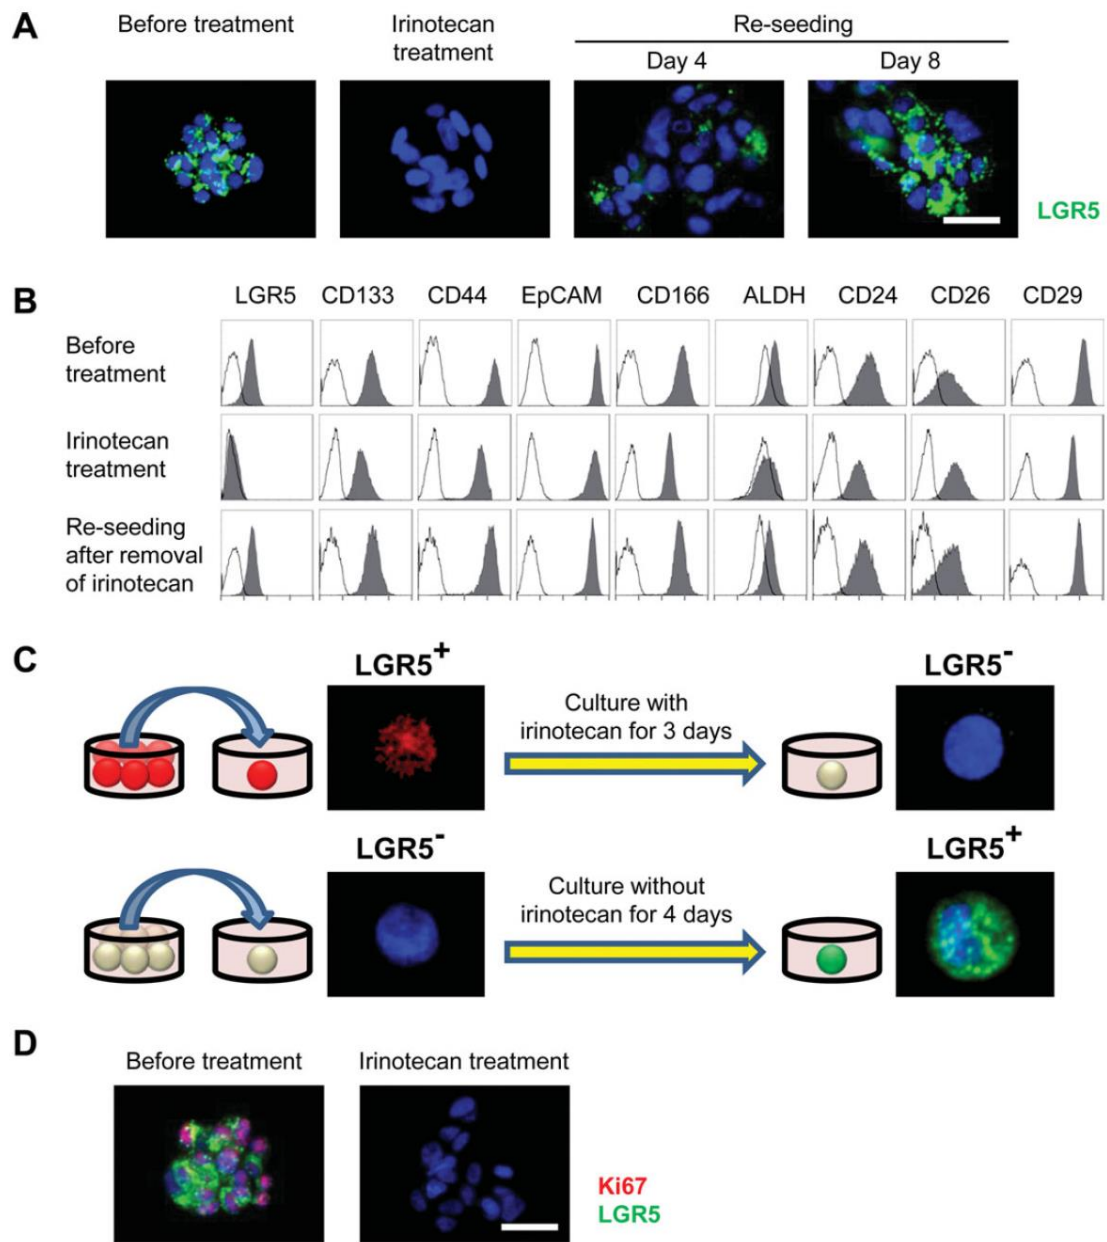 A
Before treatment
Irinotecan
treatment
Re-seeding
Day 4
Day 8
LGR5
B
LGR5 CD133 CD44 EpCAM CD166 ALDH CD24 CD26 CD29
Before
treatment
Irinotecan
treatment
Re-seeding
after removal
of irinotecan
C
LGR5+
Culture with
irinotecan for 3 days
LGR5-
LGR5-
Culture without
irinotecan for 4 days
LGR5+
D
Before treatment
Irinotecan treatment
Ki67
LGR5